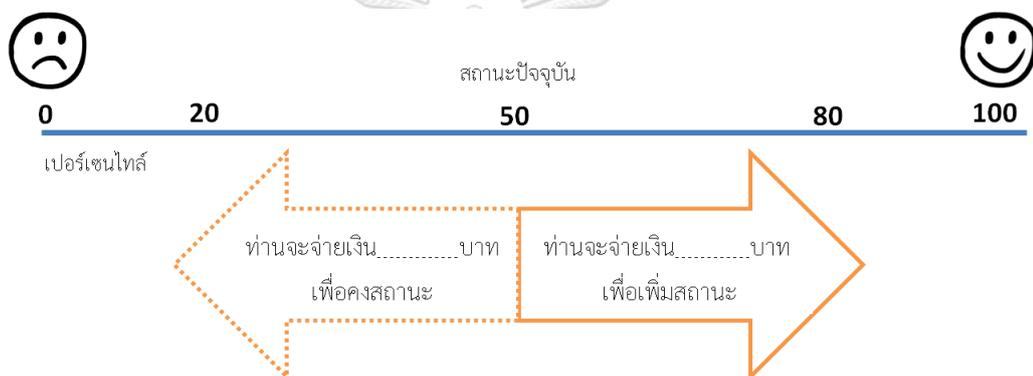 สถานะปัจจุบัน
0 20 50 80 100
เปอร์เซนไทล์
ท่านจะจ่ายเงิน............บาท
เพื่อคงสถานะ
ท่านจะจ่ายเงิน...........บาท
เพื่อเพิ่มสถานะ